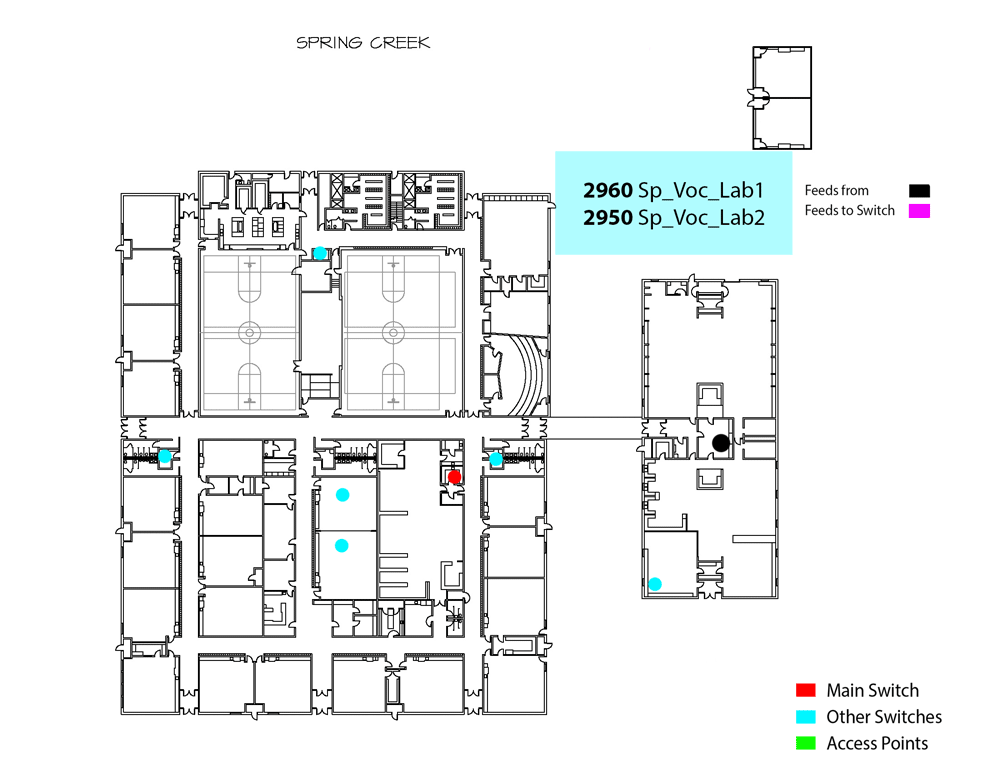 SPRING CREEK
2960 Sp_Voc_Lab1
2950 Sp_Voc_Lab2
Feeds from
Feeds to Switch
Main Switch
Other Switches
Access Points